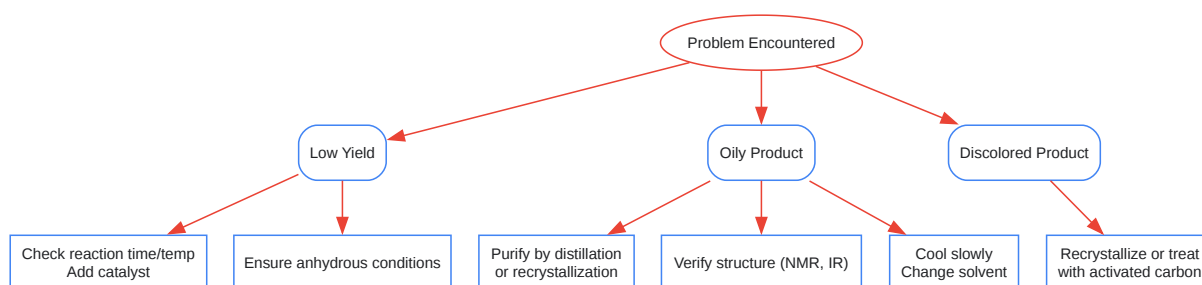 Problem Encountered
Low Yield
Oily Product
Discolored Product
Check reaction time/temp
Add catalyst
Ensure anhydrous conditions
Purify by distillation
or recrystallization
Verify structure (NMR, IR)
Cool slowly
Change solvent
Recrystallize or treat
with activated carbon